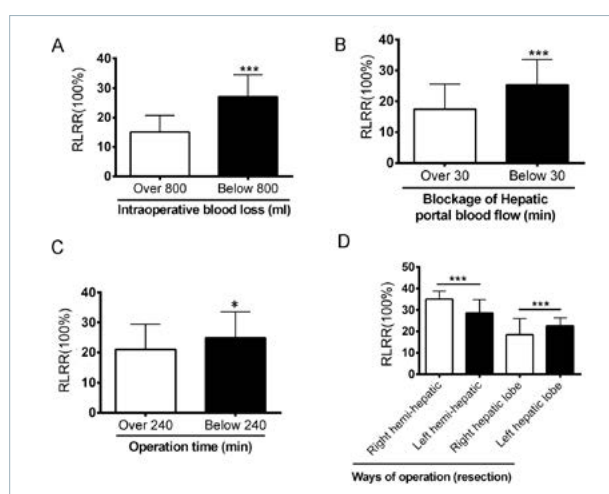 A
RLRR(100%)
40
30
20
10
0
***
Over 800
Below 800
Intraoperative blood loss (ml)
B
RLRR(100%)
40
30
20
10
0
***
Over 30
Below 30
Blockage of Hepatic
portal blood flow (min)
C
RLRR(100%)
40
30
20
10
0
*
Over 240
Below 240
Operation time (min)
D
RLRR(100%)
50
40
30
20
10
0
***
***
Right hemi-hepatic
Left hemi-hepatic
Right hepatic lobe
Left hepatic lobe
Ways of operation (resection)